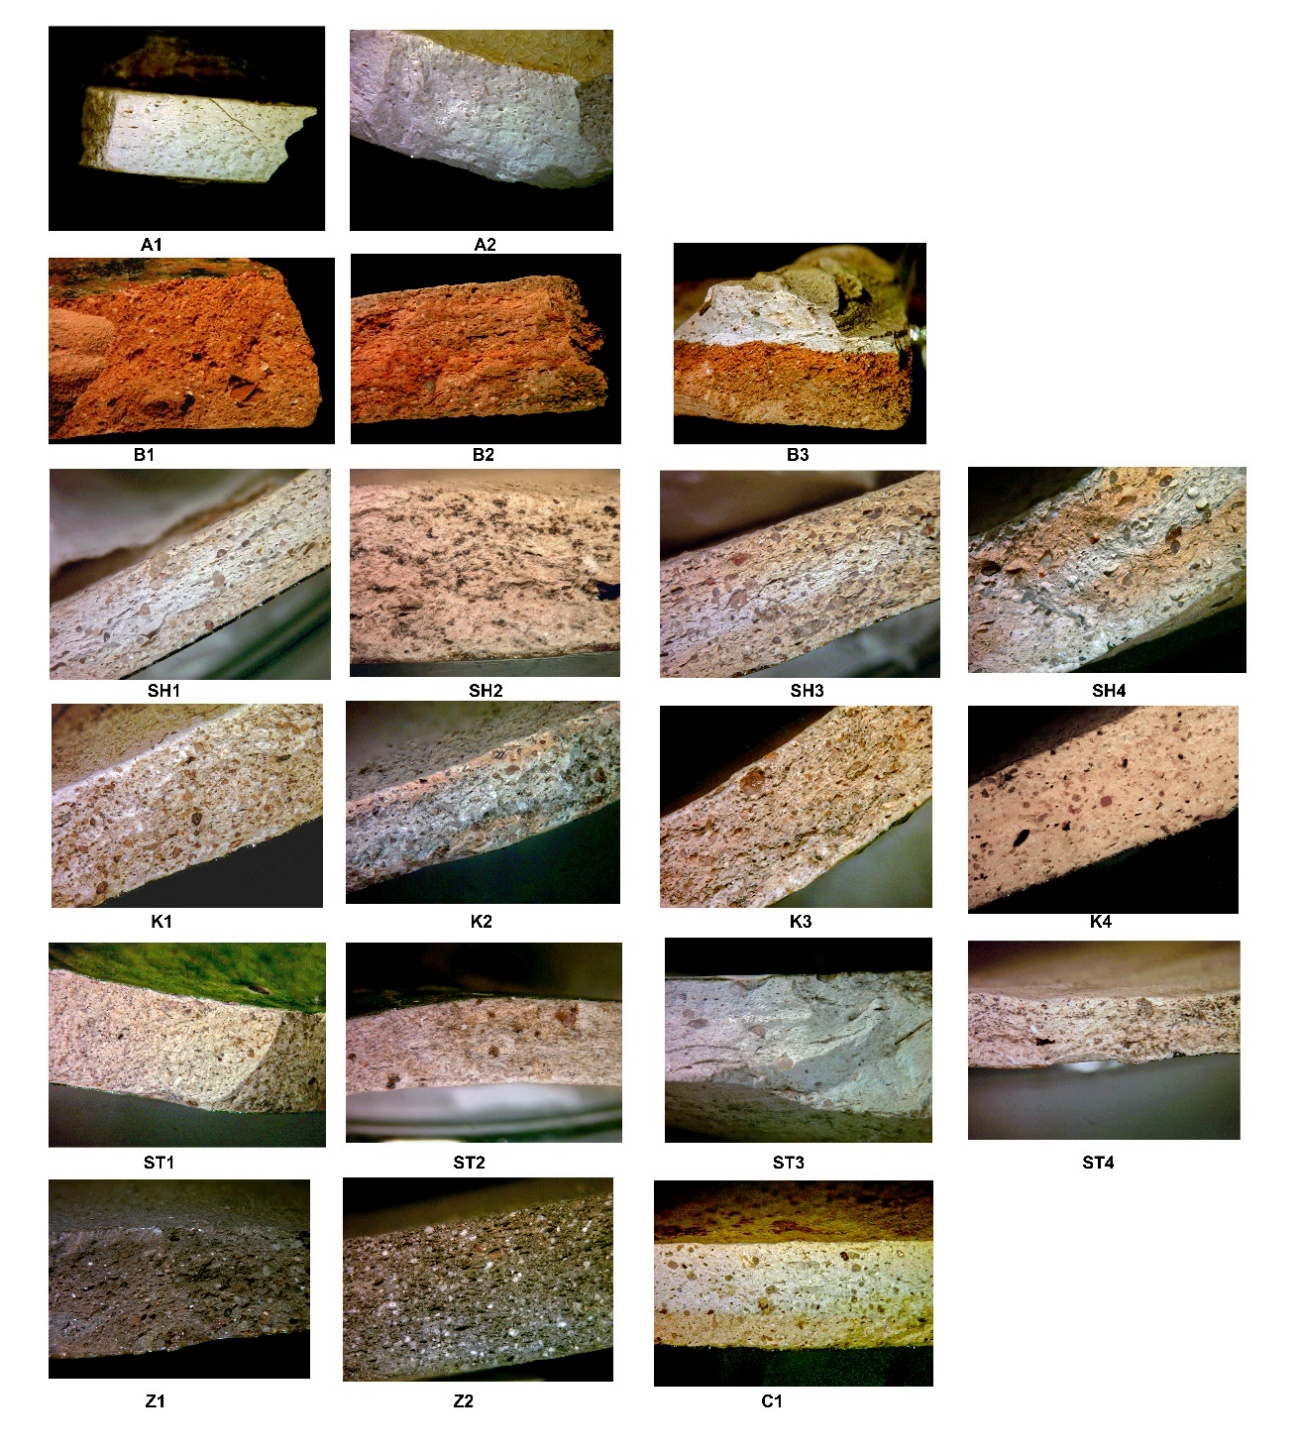 A1 A2
B1 B2 B3
SH1 SH2 SH3 SH4
K1 K2 K3 K4
ST1 ST2 ST3 ST4
Z1 Z2 C1